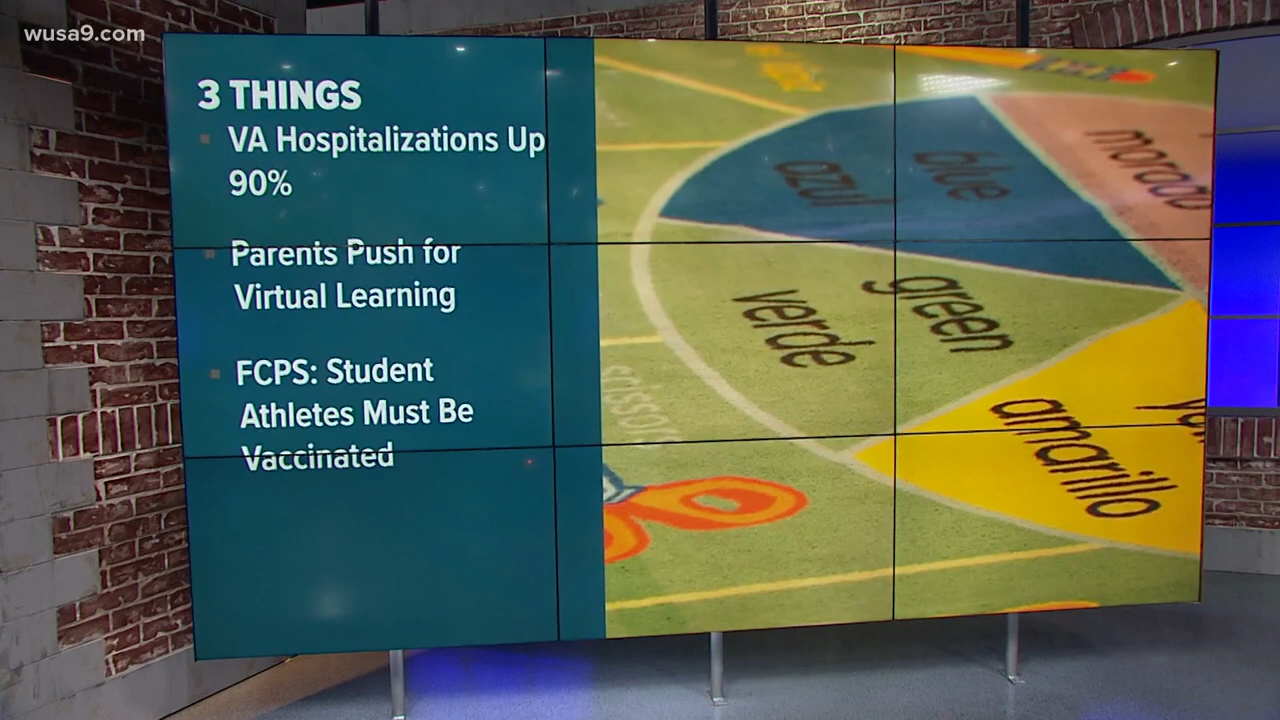 wusa9.com
3 THINGS
VA Hospitalizations Up
90%
Parents Push for
Virtual Learning
FCPS: Student
Athletes Must Be
Vaccinated
azul
blue
morado
verde
green
scissors
amarillo